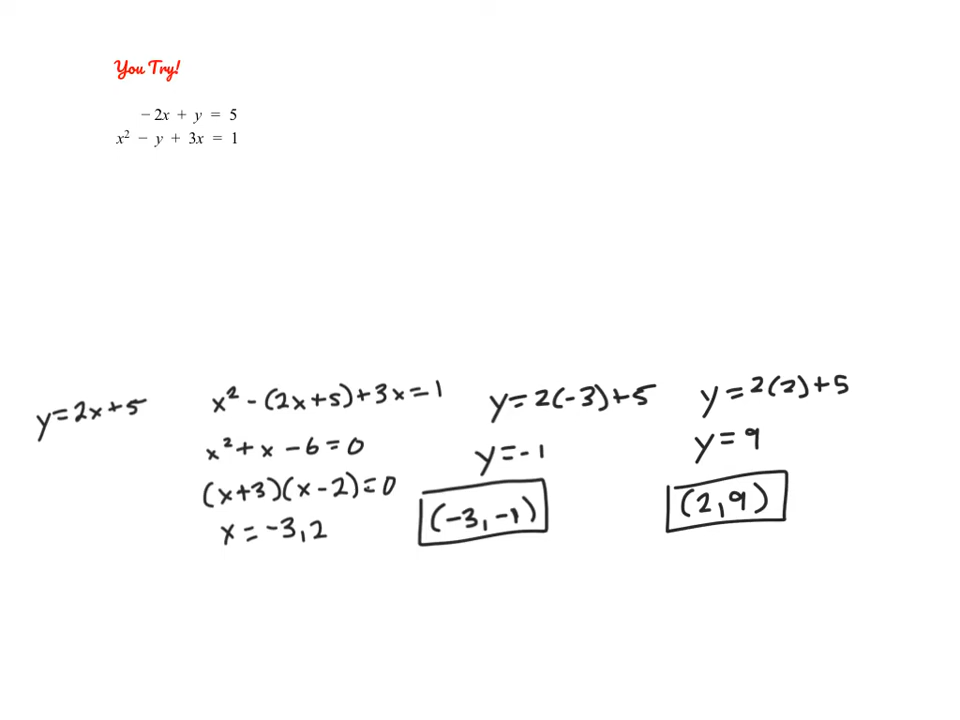 You Try!
− 2x + y = 5
x² − y + 3x = 1
y=2x+5
x² - (2x+5)+3x=1
x²+x-6=0
(x+3)(x-2)=0
x=-3,2
y=2(-3)+5
y=-1
(-3,-1)
y=2(2)+5
y=9
(2,9)